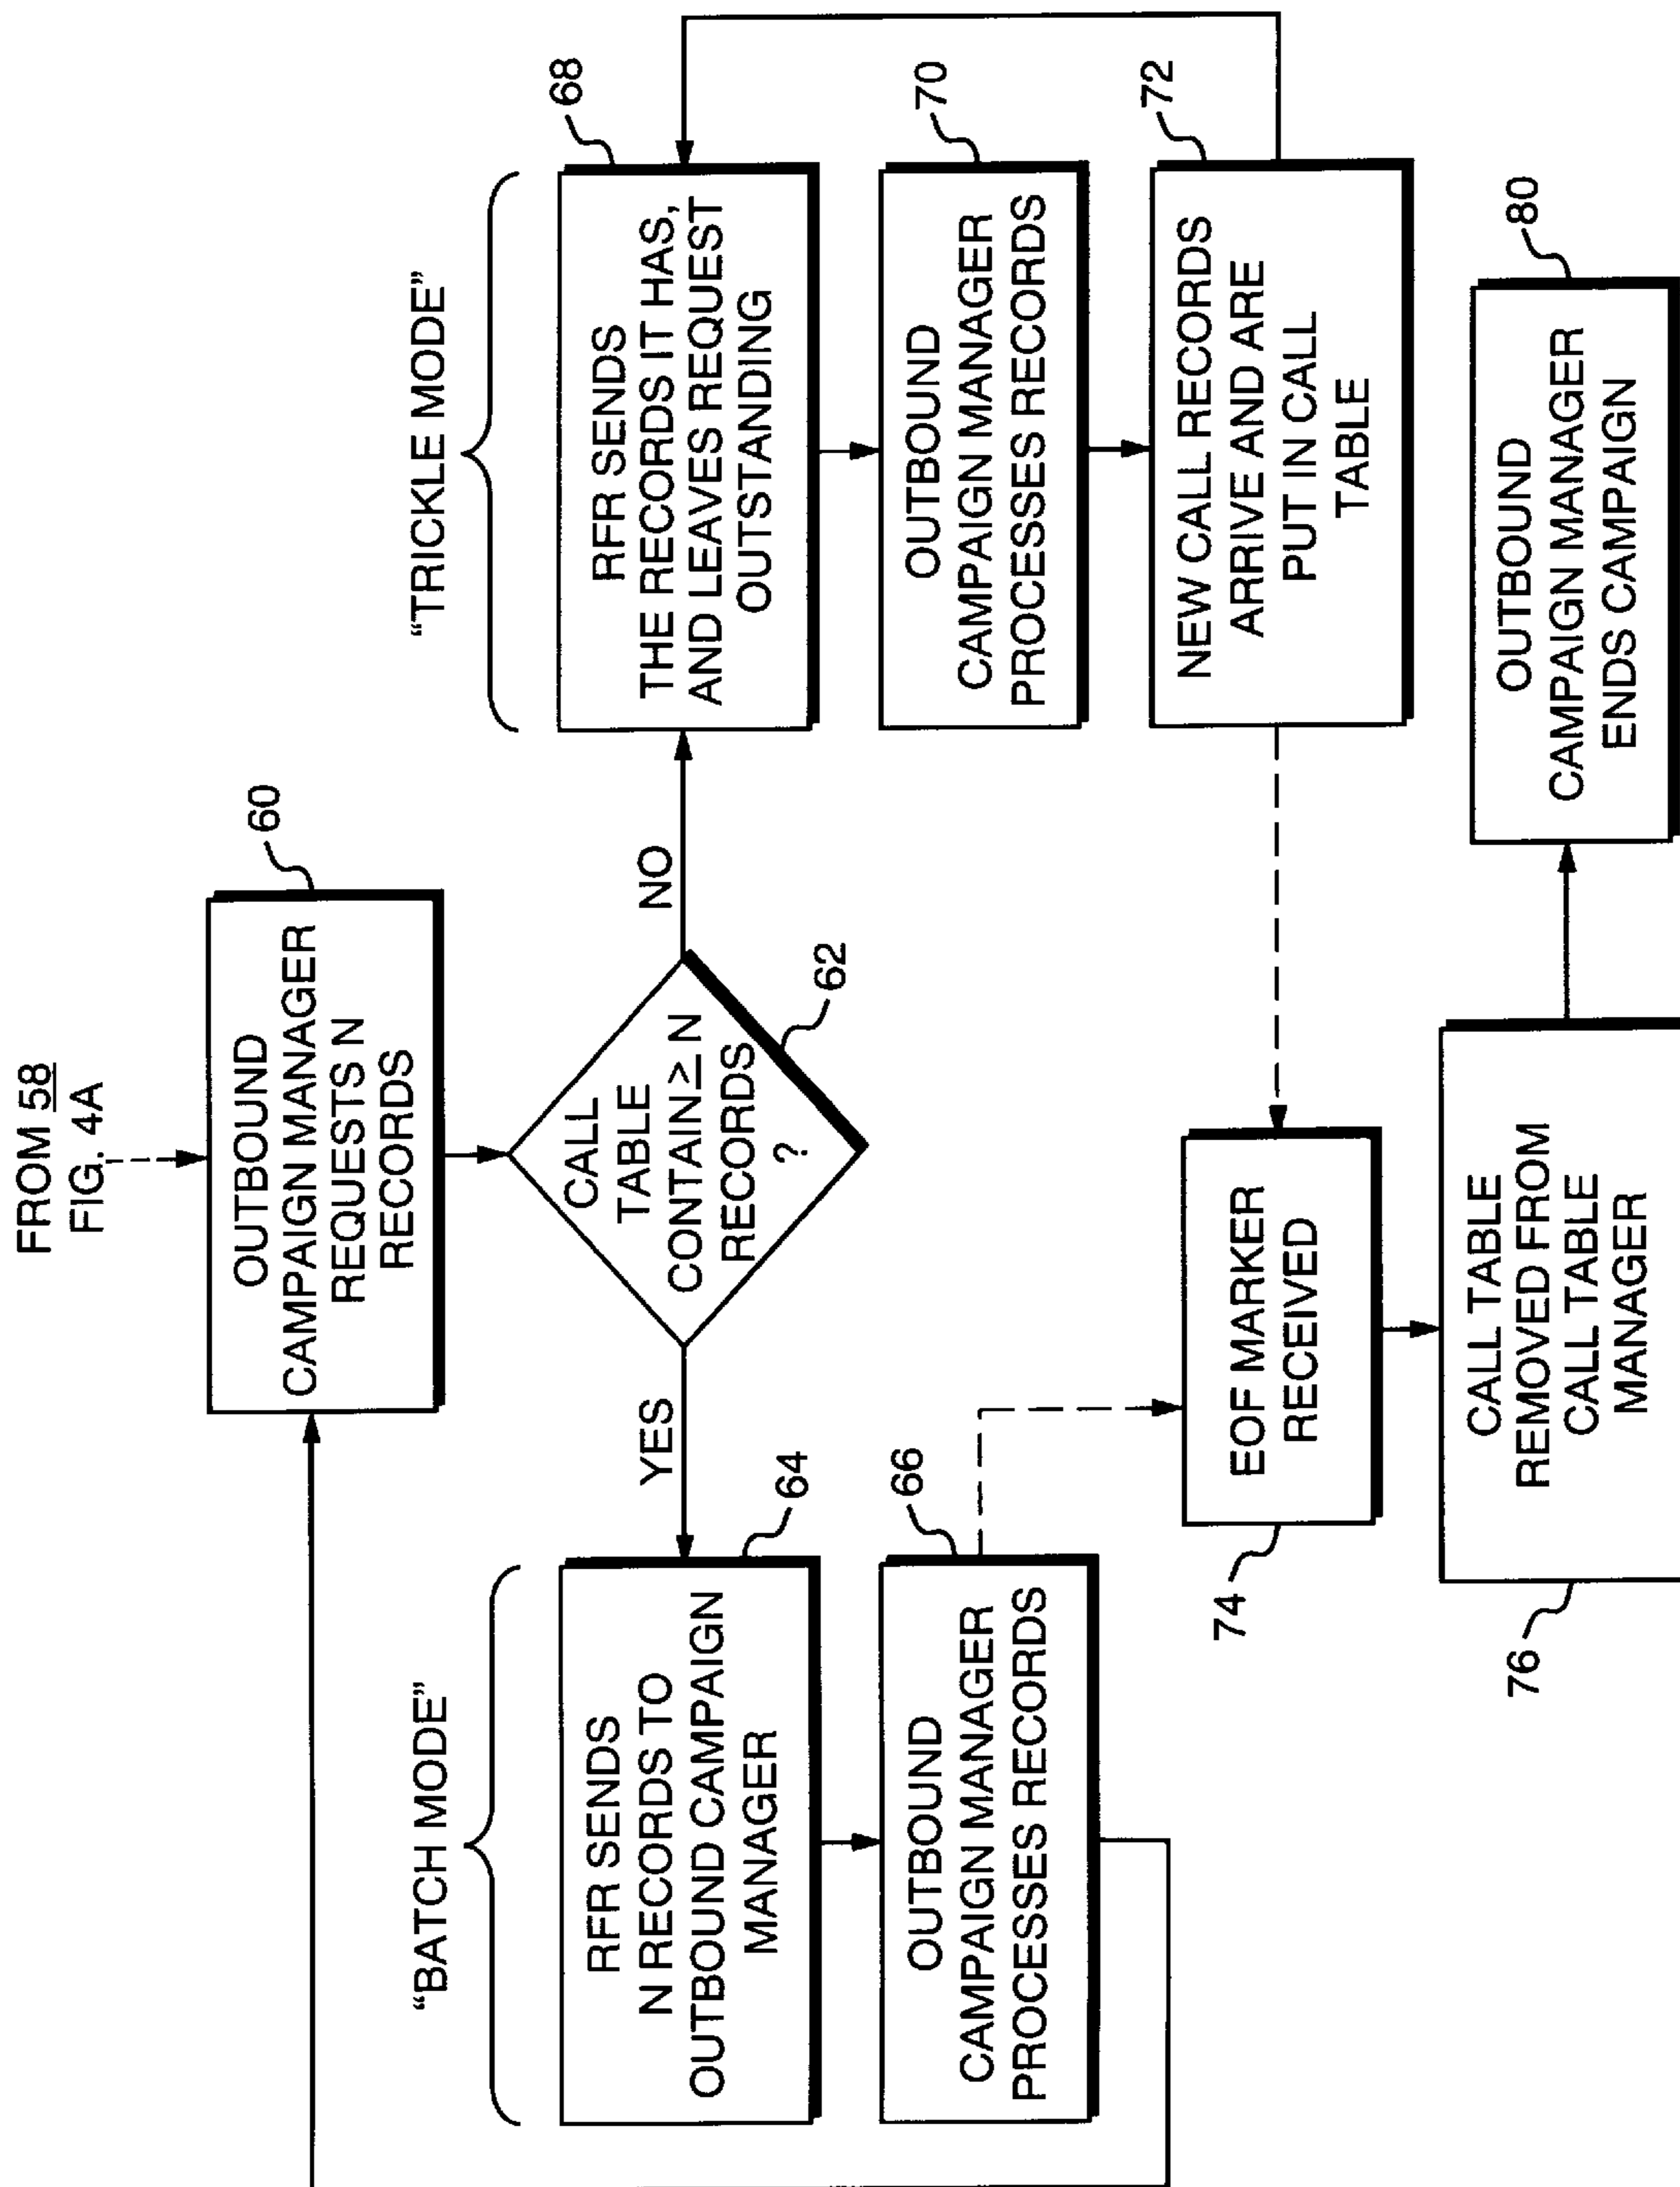 FROM 58
FIG. 4A
OUTBOUND
CAMPAIGN MANAGER
REQUESTS N
RECORDS
60
CALL
TABLE
CONTAIN ≥ N
RECORDS
?
62
YES
NO
"BATCH MODE"
RFR SENDS
N RECORDS TO
OUTBOUND CAMPAIGN
MANAGER
64
OUTBOUND
CAMPAIGN MANAGER
PROCESSES RECORDS
66
"TRICKLE MODE"
RFR SENDS
THE RECORDS IT HAS,
AND LEAVES REQUEST
OUTSTANDING
68
OUTBOUND
CAMPAIGN MANAGER
PROCESSES RECORDS
70
NEW CALL RECORDS
ARRIVE AND ARE
PUT IN CALL
TABLE
72
EOF MARKER
RECEIVED
74
CALL TABLE
REMOVED FROM
CALL TABLE
MANAGER
76
OUTBOUND
CAMPAIGN MANAGER
ENDS CAMPAIGN
80